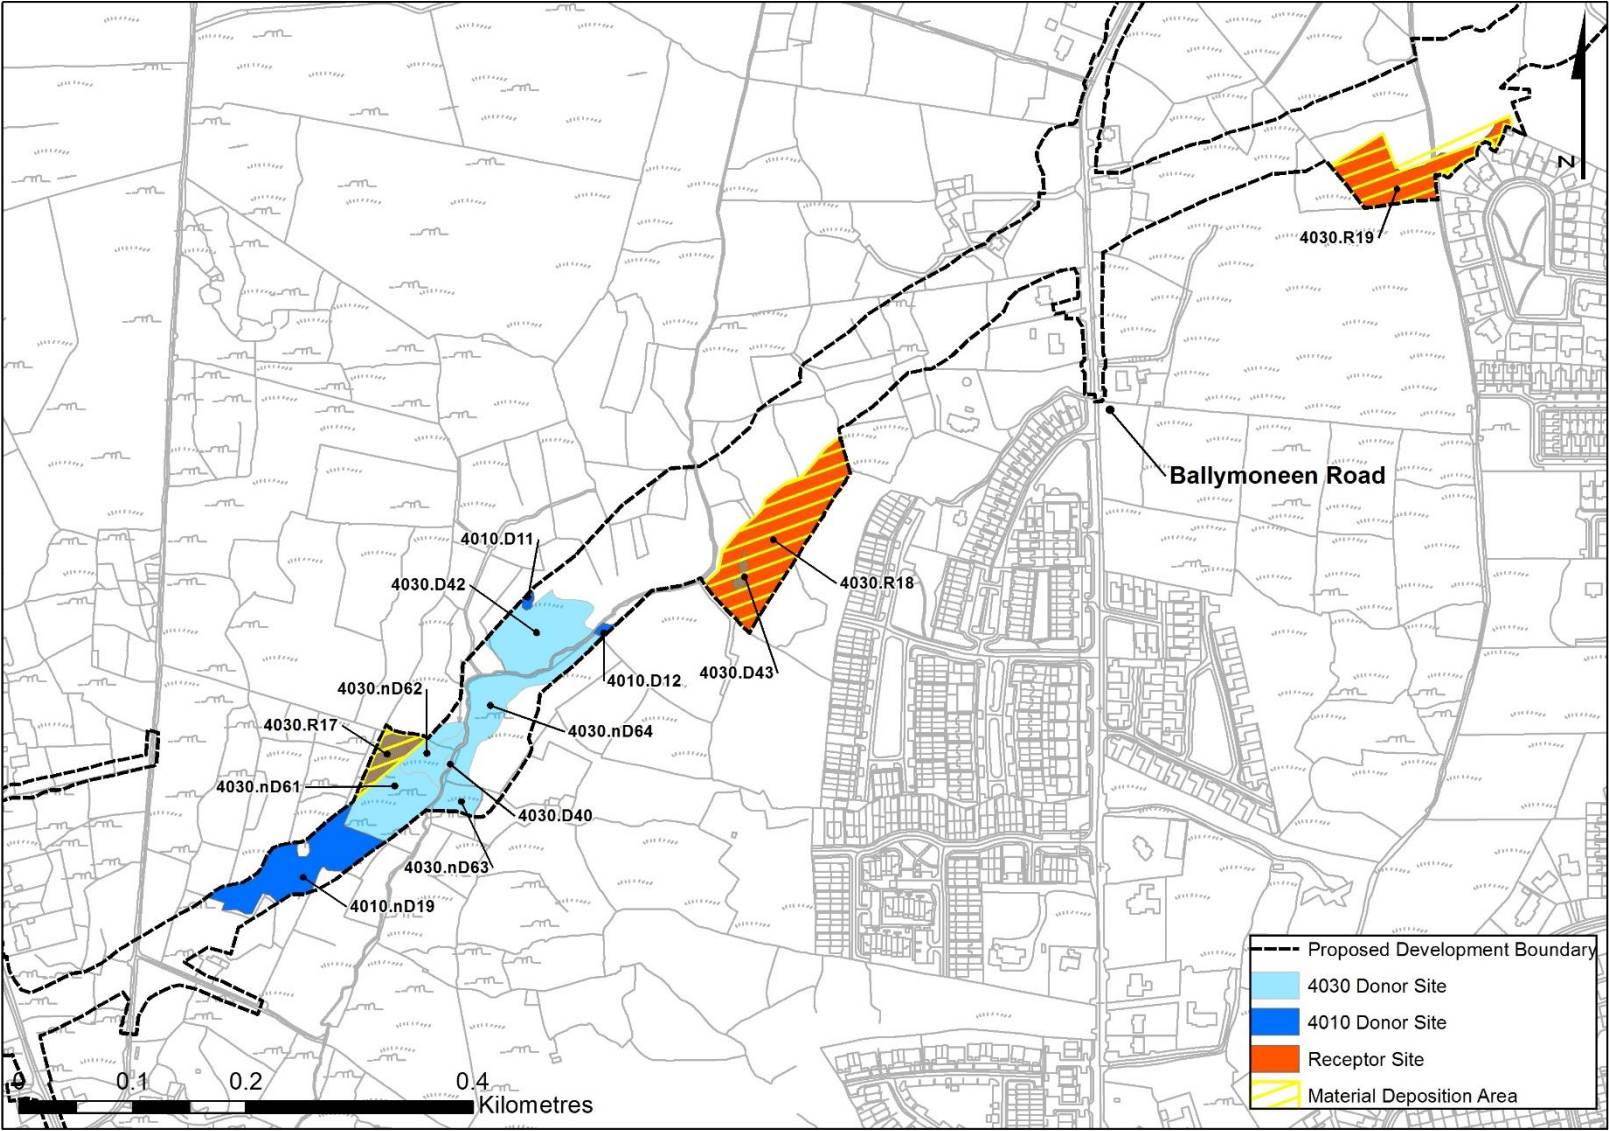 N
4030.R19
Ballymoneen Road
4010.D11
4030.D42
4030.R18
4010.D12
4030.D43
4030.nD62
4030.R17
4030.nD64
4030.nD61
4030.D40
4030.nD63
4010.nD19
Proposed Development Boundary
4030 Donor Site
4010 Donor Site
Receptor Site
Material Deposition Area
0 0.1 0.2 0.4
Kilometres